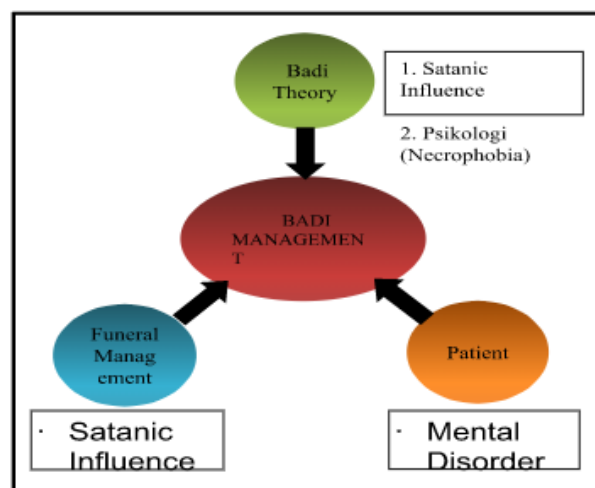 Badi
Theory
1. Satanic
Influence
2. Psikologi
(Necrophobia)
BADI
MANAGEMEN
T
Funeral
Manag
ement
Patient
· Satanic
Influence
· Mental
Disorder